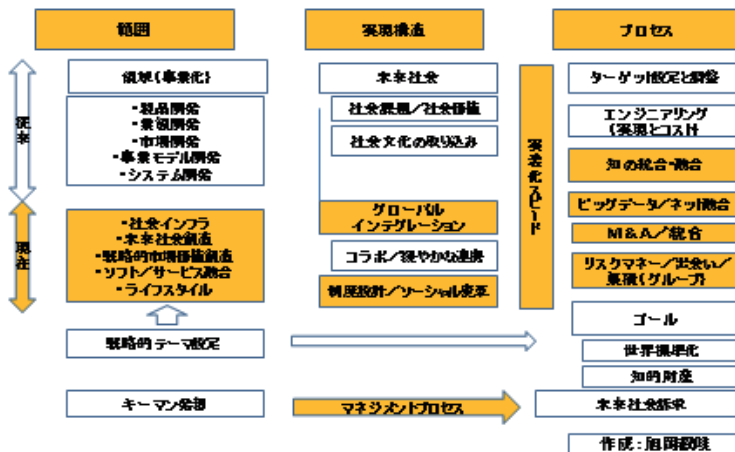 範囲
実現構造
プロセス
従来
現在
領域(事業化)
・製品開発
・業種開発
・市場開発
・事業モデル開発
・システム開発
・社会インフラ
・未来社会創造
・戦略的市場価値創造
・ソフト/サービス融合
・ライフスタイル
戦略的テーマ設定
キーマン発想
未来社会
社会課題/社会価値
社会文化の取り込み
グローバル
インテグレーション
コラボ/緩やかな連携
制度設計/ソーシャル変革
マネジメントプロセス
実装化スピード
ターゲット設定と調整
エンジニアリング
(実現とコスト)
知の統合・融合
ビッグデータ/ネット融合
M&A/統合
リスクマネー/出会い/
集積(グループ)
ゴール
世界標準化
知的財産
未来社会訴求
作成:旭岡